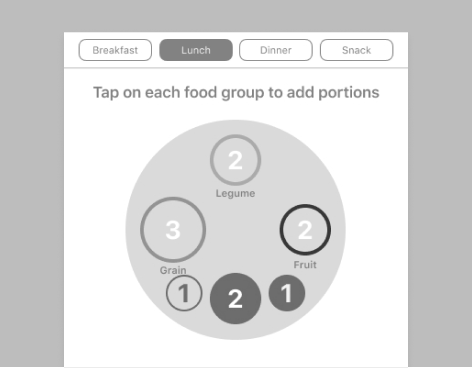 Breakfast Lunch Dinner Snack
Tap on each food group to add portions
2
Legume
3 2
Grain Fruit
1 2 1